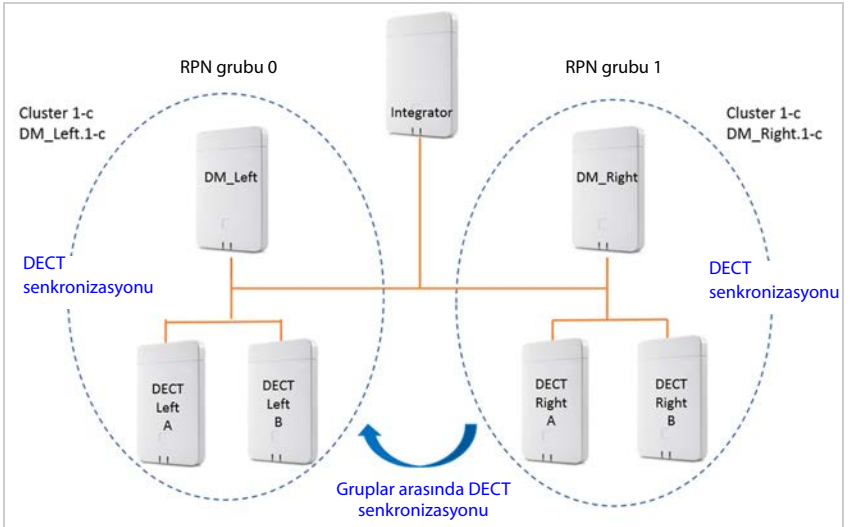 RPN grubu 0
RPN grubu 1
Integrator
Cluster 1-c
DM_Left.1-c
Cluster 1-c
DM_Right.1-c
DM_Left
DM_Right
DECT
senkronizasyonu
DECT
senkronizasyonu
DECT
Left
A
DECT
Left
B
DECT
Right
A
DECT
Right
B
Gruplar arasında DECT
senkronizasyonu